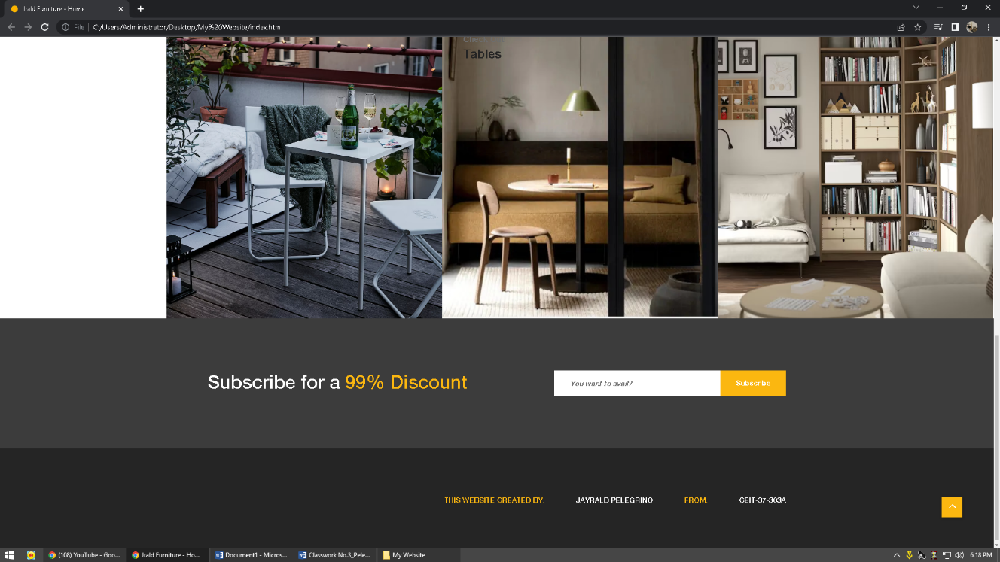 Jrald Furniture - Home
File
C:/Users/Administrator/Desktop/My%20Website/index.html
Tables
Subscribe for a 99% Discount
You want to avail?
Subscribe
THIS WEBSITE CREATED BY: JAYRALD PELEGRINO FROM: CEIT-37-303A
(108) YouTube - Goo...
Jrald Furniture - Ho...
Document1 - Micros...
Classwork No.3_Pele...
My Website
6:18 PM